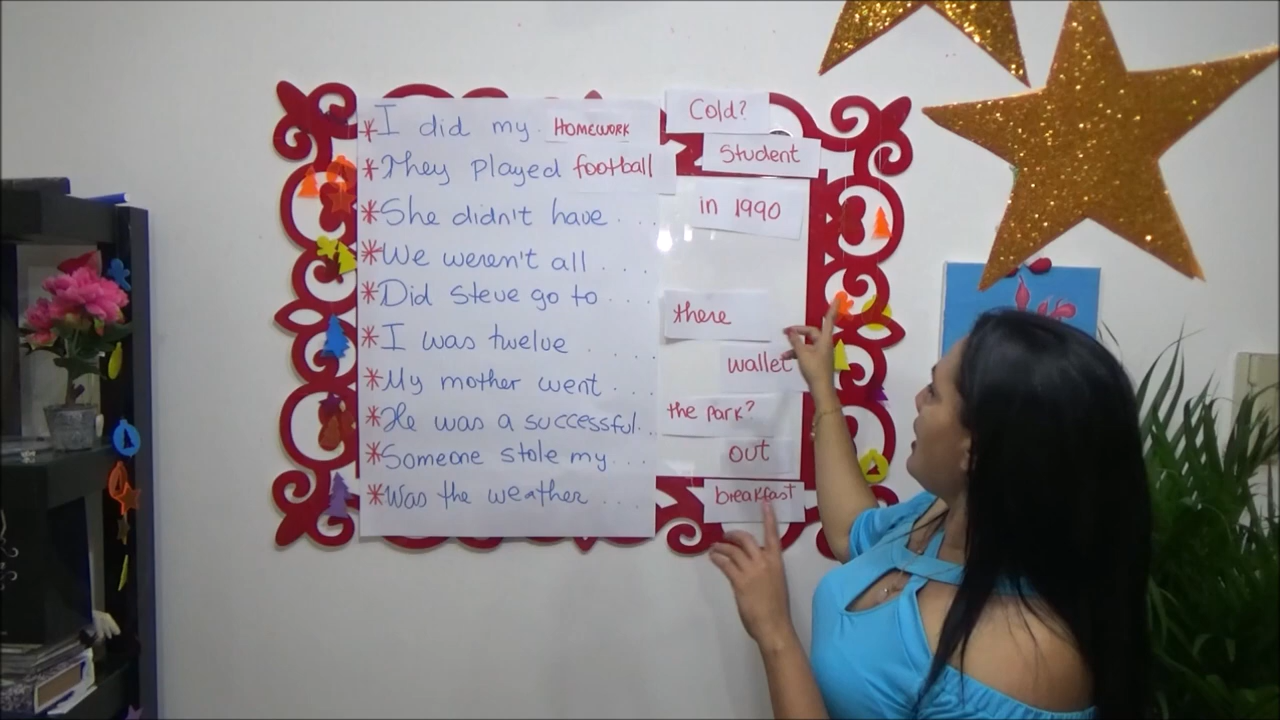 *I did my. HOMEWORK
*They played football
*She didn't have . . .
*We weren't all . . . .
*Did Steve go to . . . .
*I was twelve . . . .
*My mother went . . .
*He was a successful. .
*Someone stole my. . . .
*Was the weather . . .
Cold?
Student
in 1990
there
wallet
the park?
out
breakfast